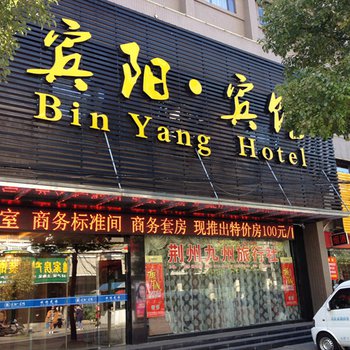 宾阳·宾馆
Bin Yang Hotel
室 商务标准间 商务套房 现推出特价房100元/
荆州九州旅行社